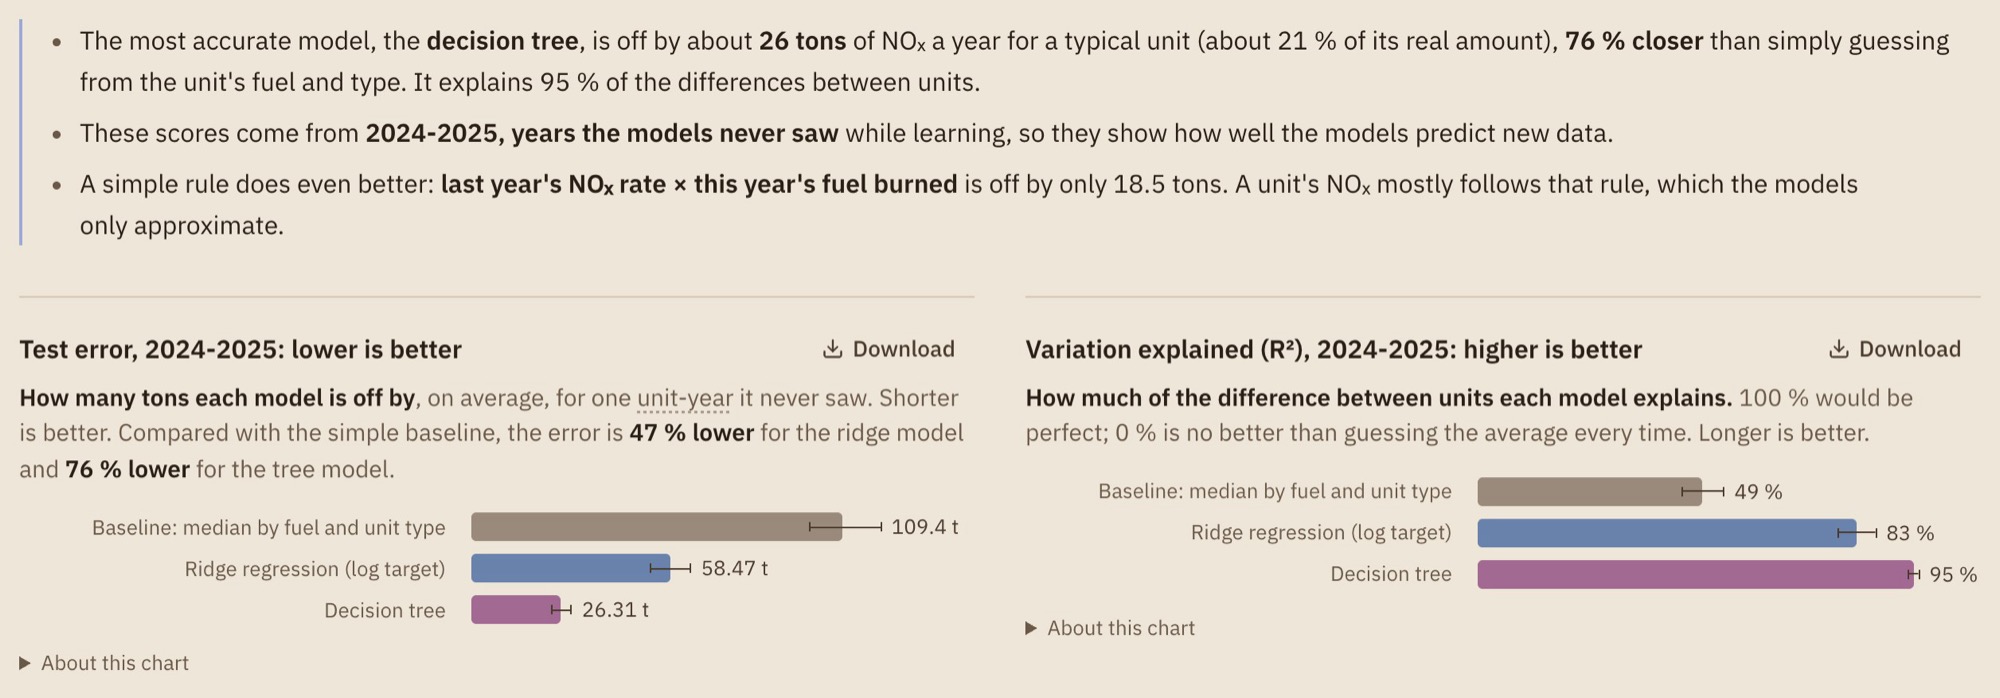 • The most accurate model, the decision tree, is off by about 26 tons of NOₓ a year for a typical unit (about 21 % of its real amount), 76 % closer than simply guessing
from the unit's fuel and type. It explains 95 % of the differences between units.
• These scores come from 2024-2025, years the models never saw while learning, so they show how well the models predict new data.
• A simple rule does even better: last year's NOₓ rate × this year's fuel burned is off by only 18.5 tons. A unit's NOₓ mostly follows that rule, which the models
only approximate.
Test error, 2024-2025: lower is better
Download
How many tons each model is off by, on average, for one unit-year it never saw. Shorter
is better. Compared with the simple baseline, the error is 47 % lower for the ridge model
and 76 % lower for the tree model.
Baseline: median by fuel and unit type 109.4 t
Ridge regression (log target) 58.47 t
Decision tree 26.31 t
▶ About this chart
Variation explained (R²), 2024-2025: higher is better
Download
How much of the difference between units each model explains. 100 % would be
perfect; 0 % is no better than guessing the average every time. Longer is better.
Baseline: median by fuel and unit type 49 %
Ridge regression (log target) 83 %
Decision tree 95 %
▶ About this chart